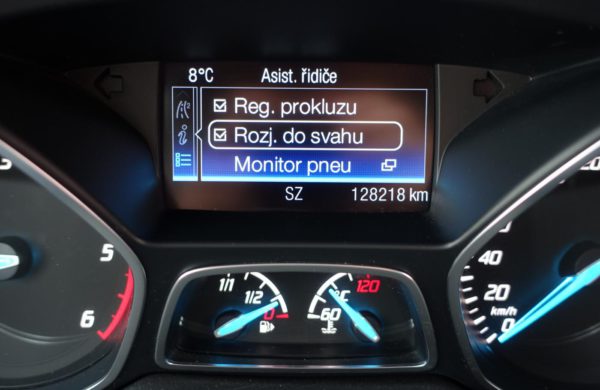 8°C Asist. řidiče
Reg. prokluzu
Rozj. do svahu
Monitor pneu
SZ 128218 km
5
6
1/1
1/2
0
°C
120
60
40
20
km/h
0